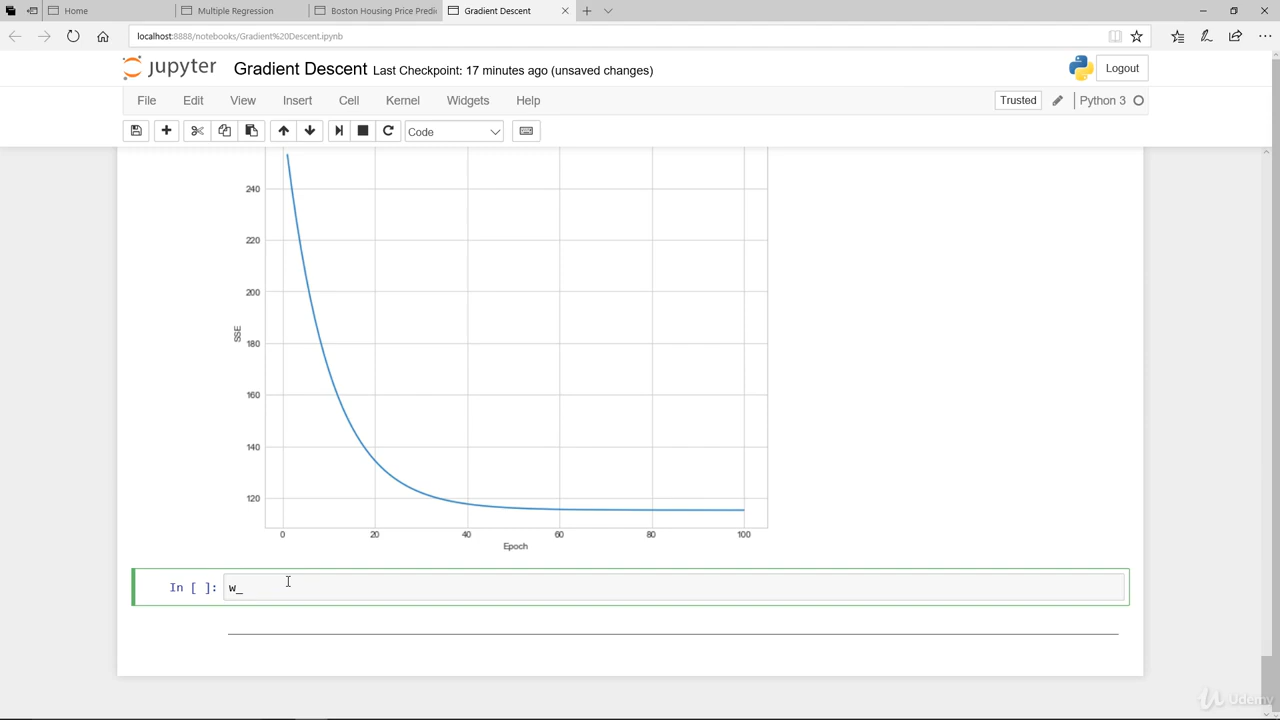 Home
Multiple Regression
Boston Housing Price Predi
Gradient Descent
localhost:8888/notebooks/Gradient%20Descent.ipynb
jupyter Gradient Descent Last Checkpoint: 17 minutes ago (unsaved changes)
Logout
File Edit View Insert Cell Kernel Widgets Help
Trusted
Python 3
Code
240
220
200
180
160
140
120
SSE
0 20 40 60 80 100
Epoch
In [ ]: w_
Udemy